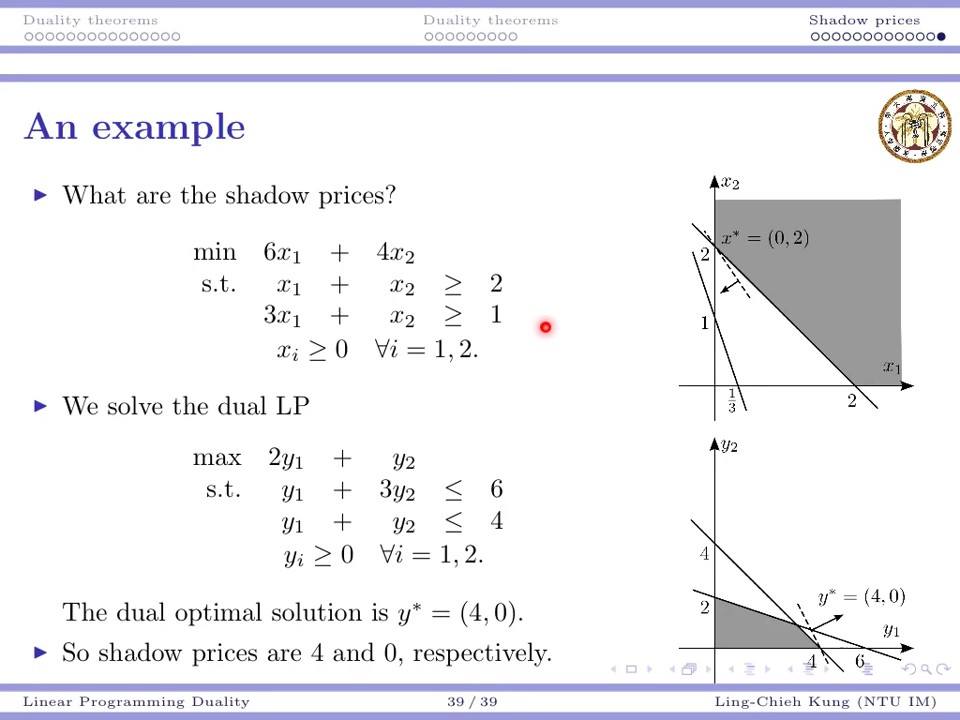 Duality theorems
Duality theorems
Shadow prices
An example
What are the shadow prices?
min 6x₁ + 4x₂
s.t. x₁ + x₂ ≥ 2
3x₁ + x₂ ≥ 1
xᵢ ≥ 0 ∀i = 1, 2.
We solve the dual LP
max 2y₁ + y₂
s.t. y₁ + 3y₂ ≤ 6
y₁ + y₂ ≤ 4
yᵢ ≥ 0 ∀i = 1, 2.
The dual optimal solution is y* = (4, 0).
So shadow prices are 4 and 0, respectively.
x₂
x* = (0, 2)
2
1
x₁
1/3
2
y₂
4
y* = (4, 0)
2
y₁
4
6
Linear Programming Duality
39 / 39
Ling-Chieh Kung (NTU IM)